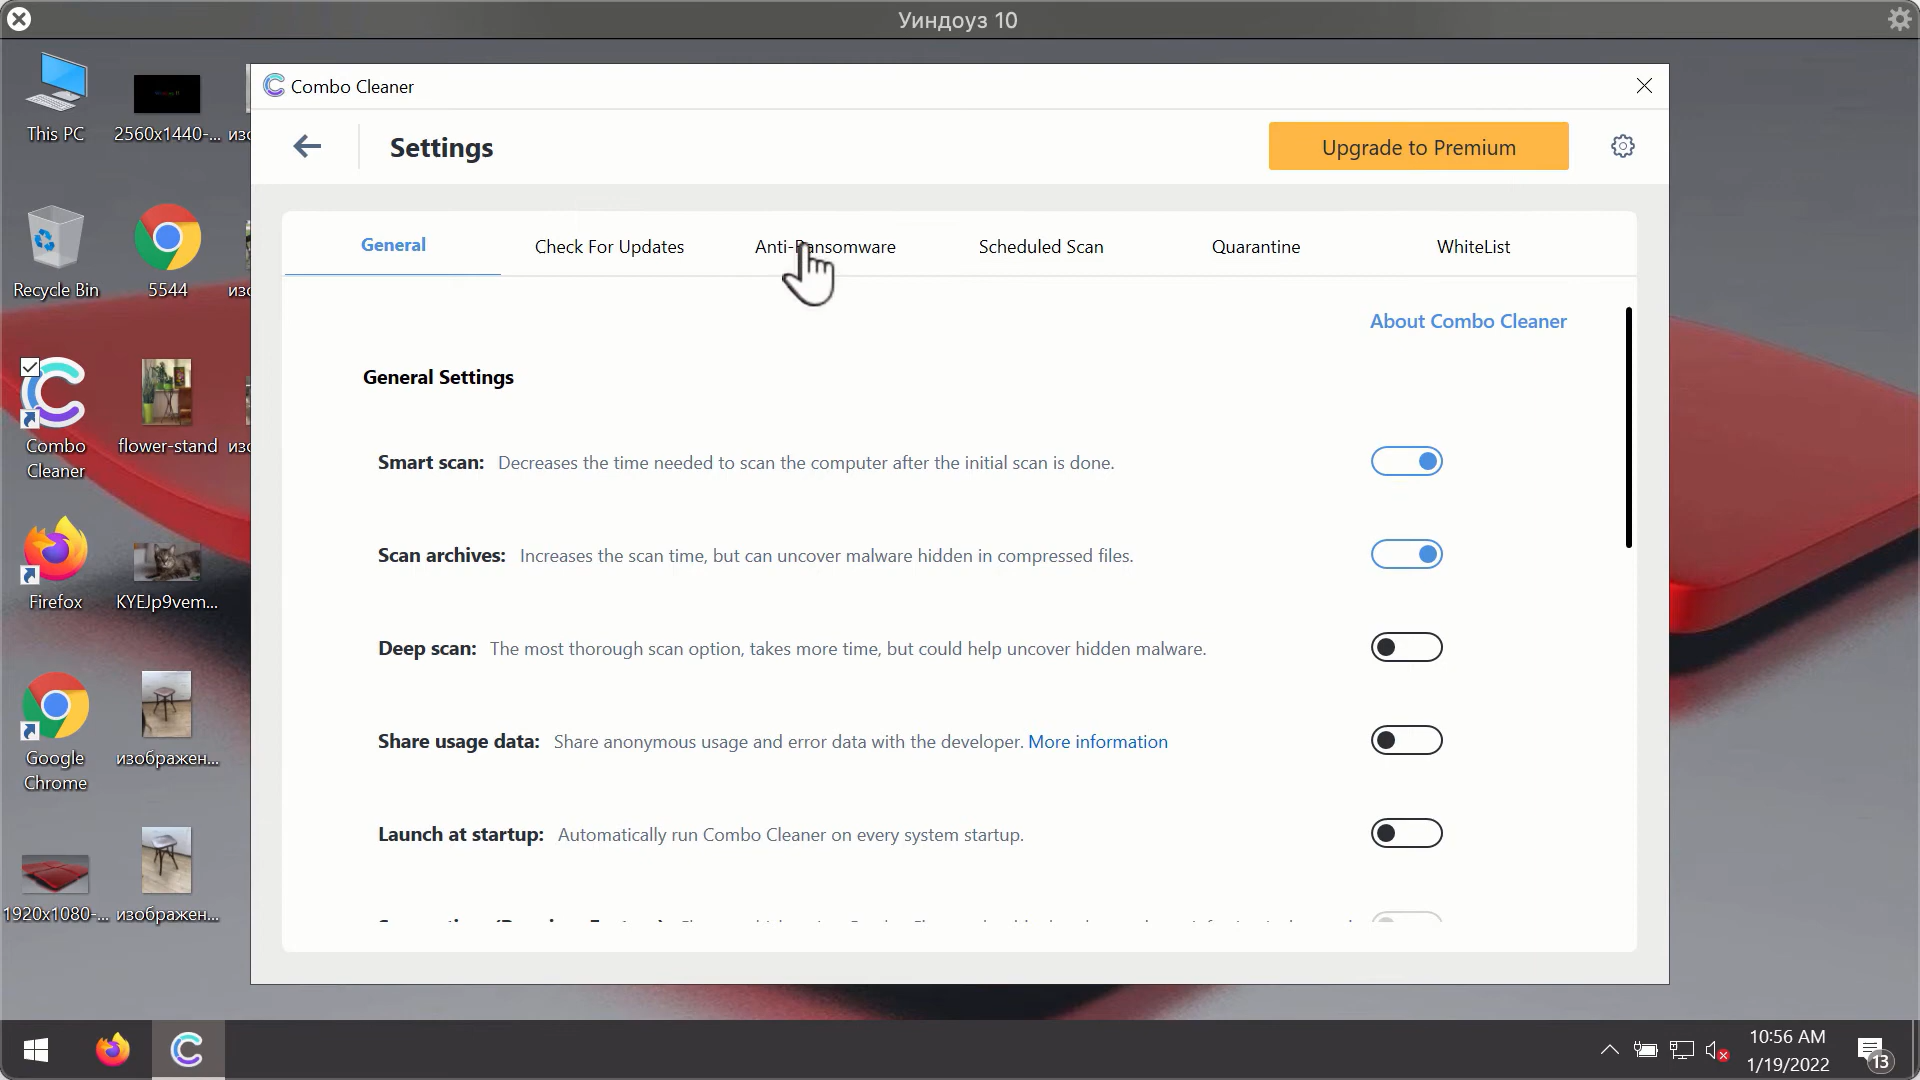 Уиндоуз 10
This PC
2560x1440-...
изс
Recycle Bin
5544
изс
Combo
Cleaner
flower-stand
изс
Firefox
KYEJp9vem...
Google
Chrome
изображен...
1920x1080-...
изображен...
Combo Cleaner
Settings
Upgrade to Premium
General
Check For Updates
Anti-Ransomware
Scheduled Scan
Quarantine
WhiteList
About Combo Cleaner
General Settings
Smart scan: Decreases the time needed to scan the computer after the initial scan is done.
Scan archives: Increases the scan time, but can uncover malware hidden in compressed files.
Deep scan: The most thorough scan option, takes more time, but could help uncover hidden malware.
Share usage data: Share anonymous usage and error data with the developer. More information
Launch at startup: Automatically run Combo Cleaner on every system startup.
10:56 AM
1/19/2022
13